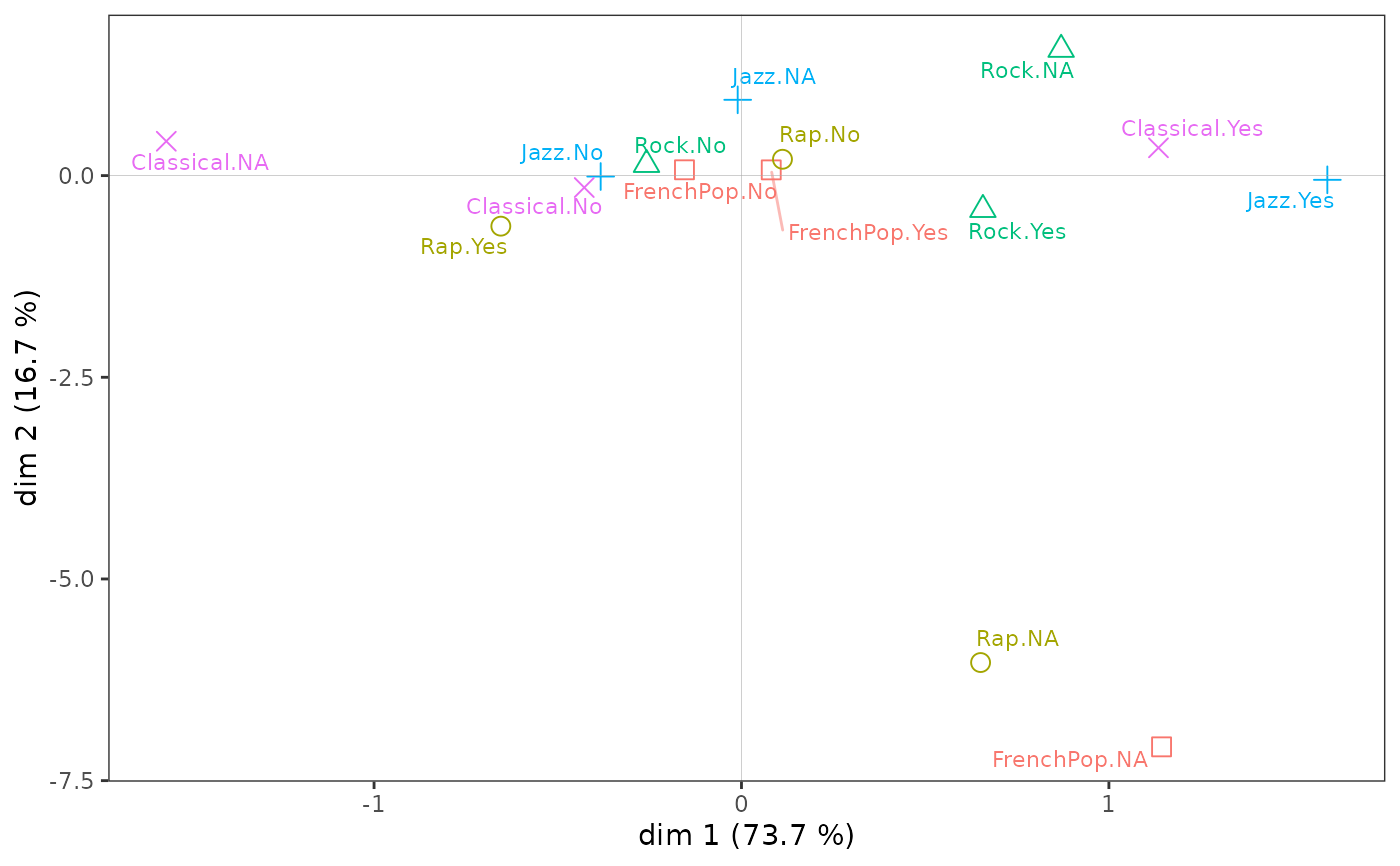 Rock.NA
Jazz.NA
Classical.Yes
Rap.No
Rock.No
Jazz.No
Classical.NA
0.0
FrenchPop.No
Jazz.Yes
Classical.No
FrenchPop.Yes
Rock.Yes
Rap.Yes
-2.5
dim 2 (16.7 %)
-5.0
Rap.NA
FrenchPop.NA
-7.5
-1
0
1
dim 1 (73.7 %)